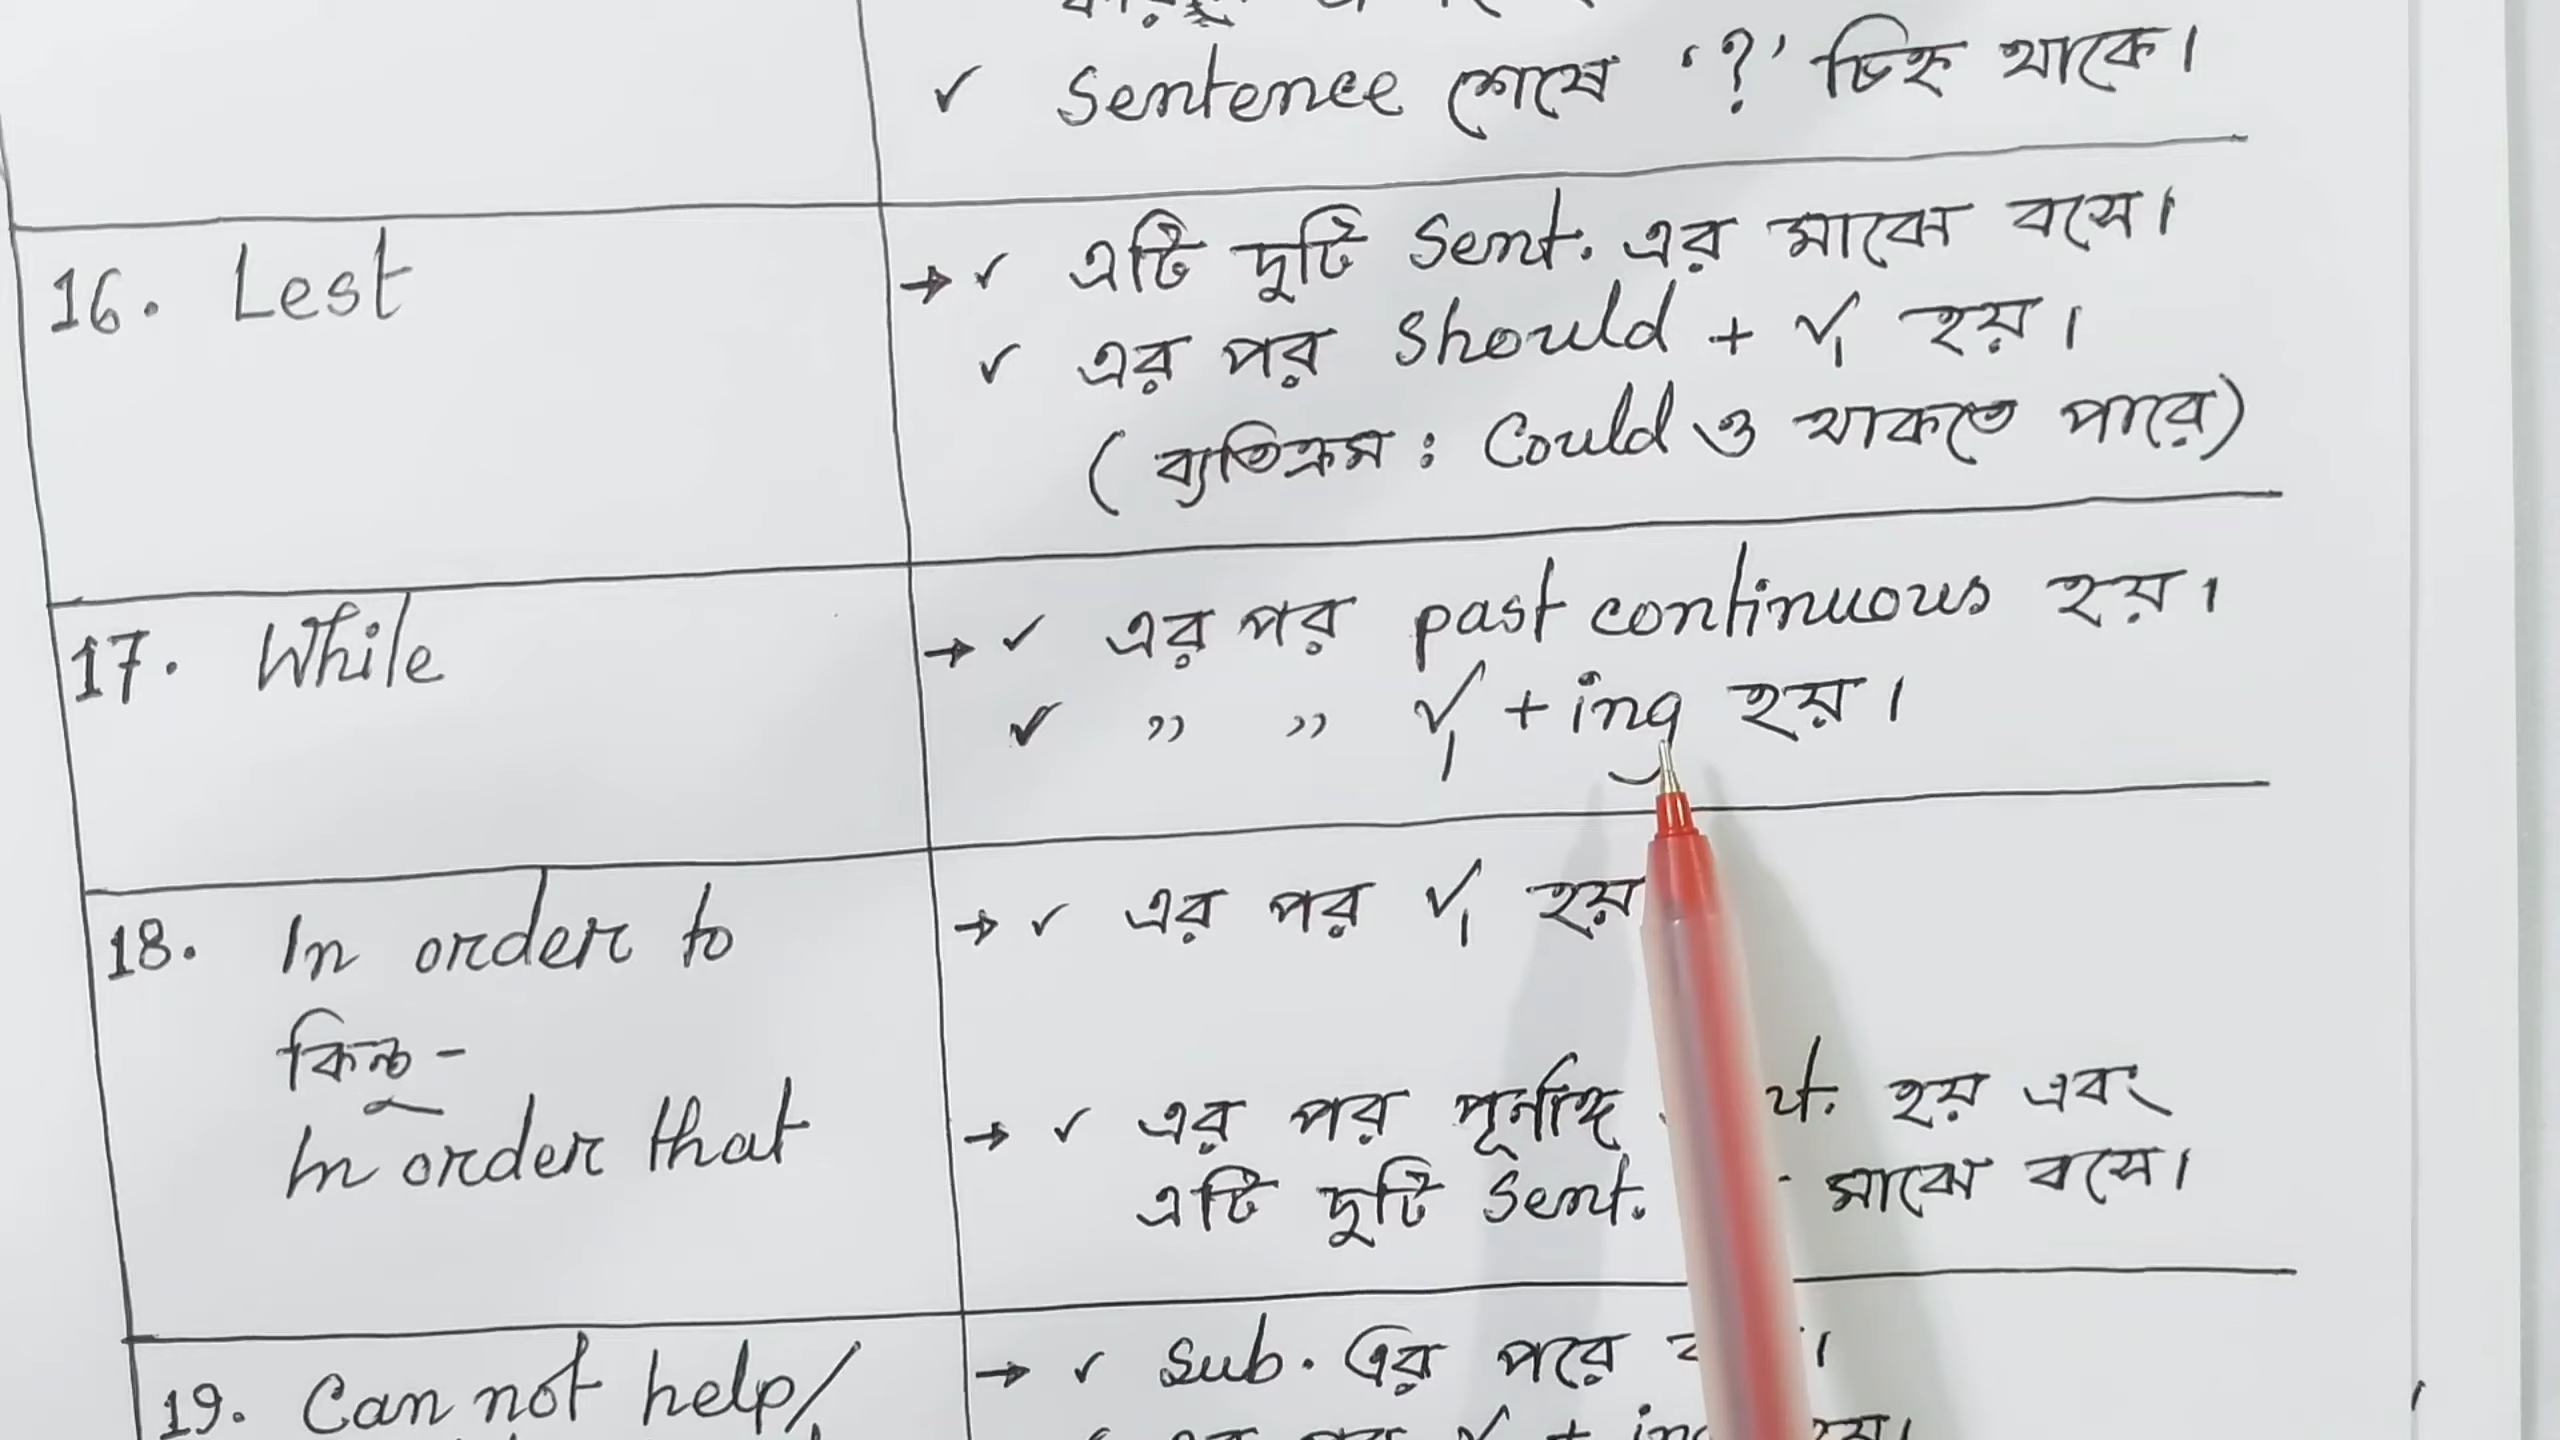 ✓ Sentence শেষে '?' চিহ্ন থাকে।
16. Lest → ✓ এটি দুটি Sent. এর মাঝে বসে।
✓ এর পর Should + V₁ হয়।
(ব্যতিক্রম : Could ও থাকতে পারে)
17. While → ✓ এর পর past continuous হয়।
✓ " " V₁ + ing হয়।
18. In order to → ✓ এর পর V₁ হয়
কিন্তু -
In order that → ✓ এর পর পূর্নাঙ্গ হয় এবং
এটি দুটি Sent. মাঝে বসে।
19. Can not help/ → ✓ Sub. এর পরে